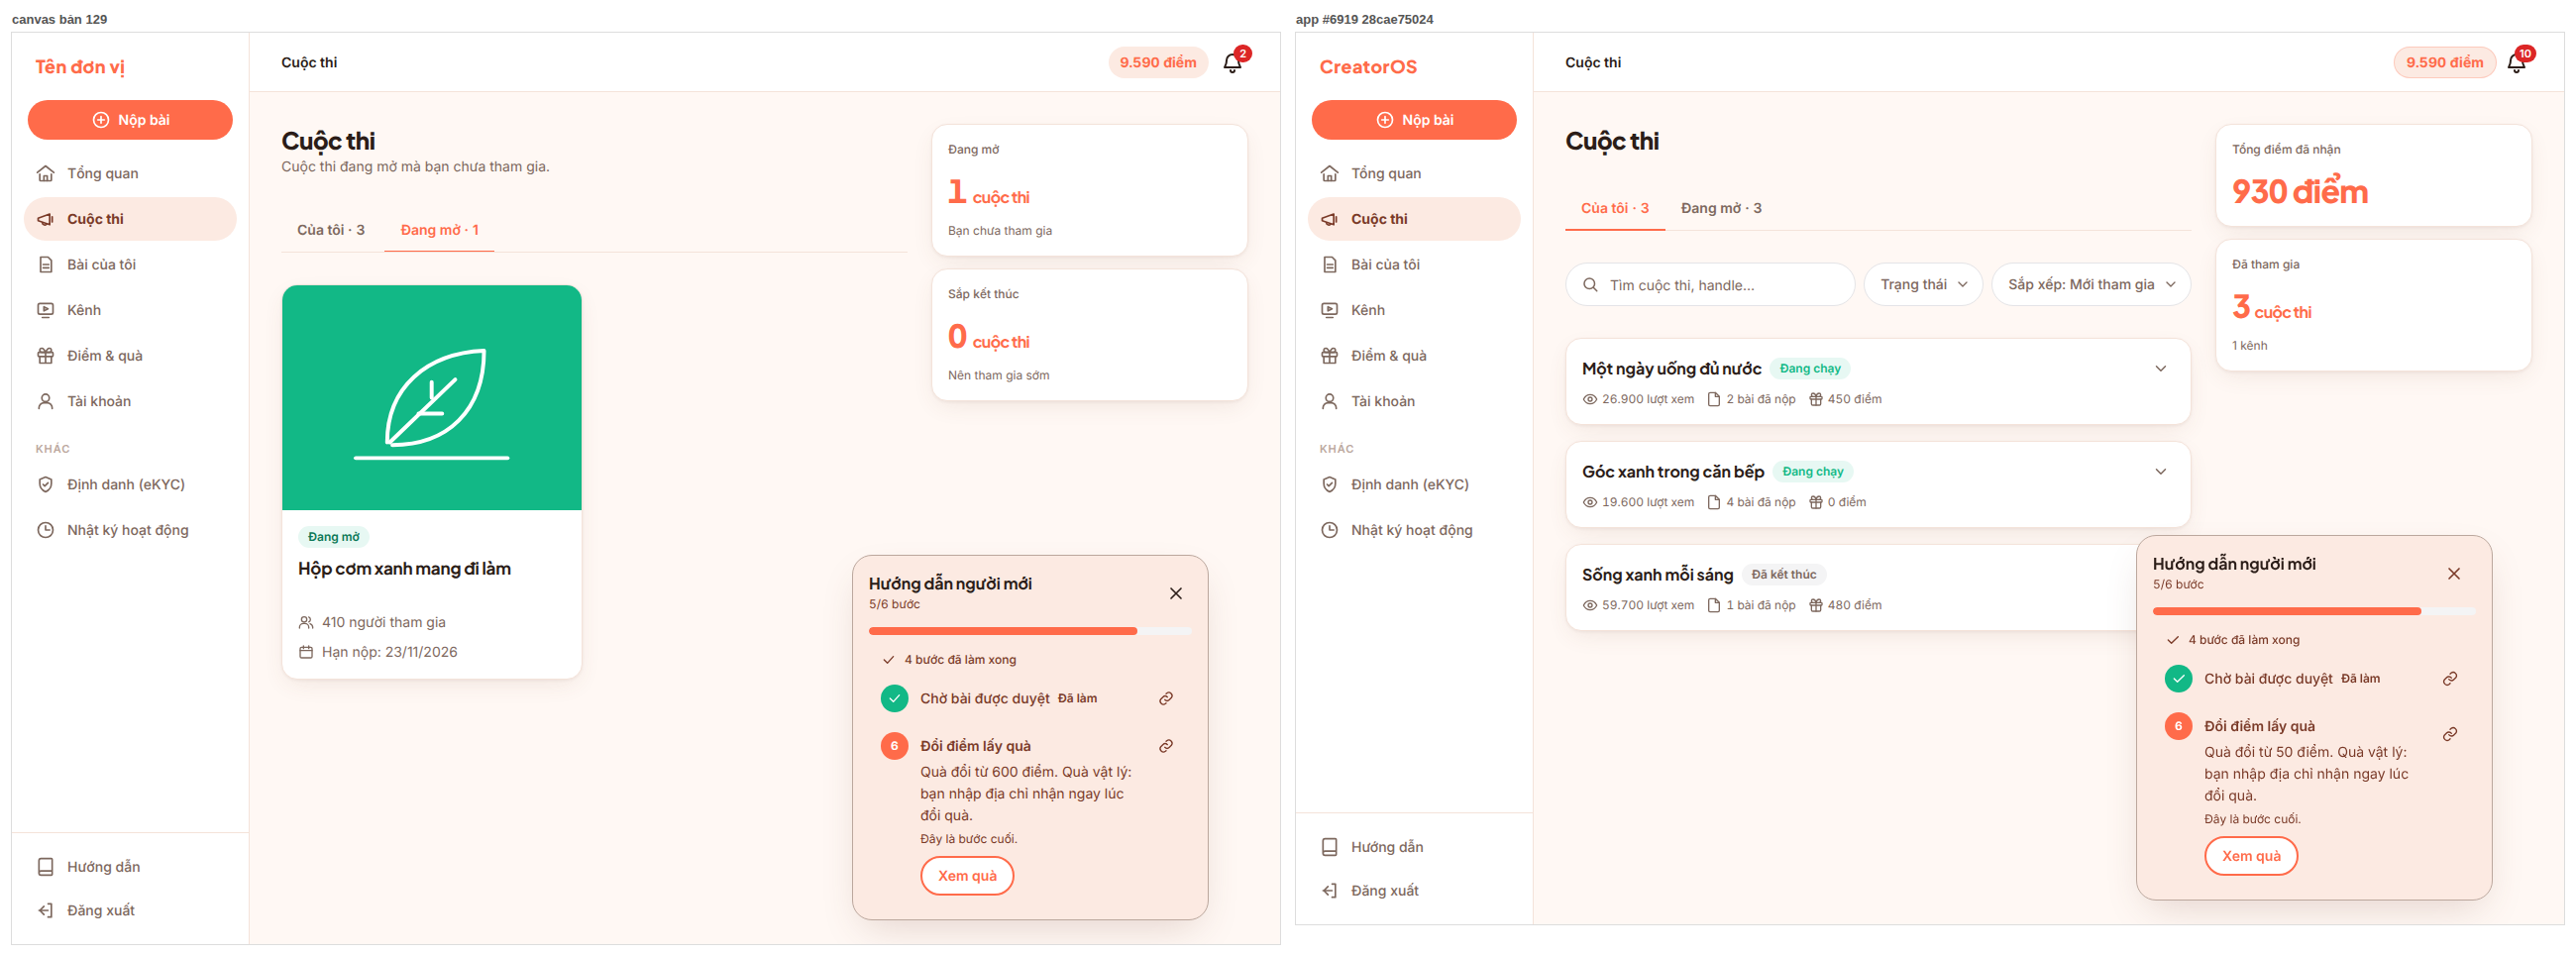 canvas bản 129
Tên đơn vị
Nộp bài
Tổng quan
Cuộc thi
Bài của tôi
Kênh
Điểm & quà
Tài khoản
KHÁC
Định danh (eKYC)
Nhật ký hoạt động
Hướng dẫn
Đăng xuất
Cuộc thi
9.590 điểm
2
Cuộc thi
Cuộc thi đang mở mà bạn chưa tham gia.
Của tôi · 3
Đang mở · 1
Đang mở
Hộp cơm xanh mang đi làm
410 người tham gia
Hạn nộp: 23/11/2026
Đang mở
1 cuộc thi
Bạn chưa tham gia
Sắp kết thúc
0 cuộc thi
Nên tham gia sớm
Hướng dẫn người mới
5/6 bước
4 bước đã làm xong
Chờ bài được duyệt Đã làm
6 Đổi điểm lấy quà
Quà đổi từ 600 điểm. Quà vật lý:
bạn nhập địa chỉ nhận ngay lúc
đổi quà.
Đây là bước cuối.
Xem quà
app #6919 28cae75024
CreatorOS
Nộp bài
Tổng quan
Cuộc thi
Bài của tôi
Kênh
Điểm & quà
Tài khoản
KHÁC
Định danh (eKYC)
Nhật ký hoạt động
Hướng dẫn
Đăng xuất
Cuộc thi
9.590 điểm
10
Cuộc thi
Của tôi · 3
Đang mở · 3
Tìm cuộc thi, handle...
Trạng thái
Sắp xếp: Mới tham gia
Một ngày uống đủ nước Đang chạy
26.900 lượt xem 2 bài đã nộp 450 điểm
Góc xanh trong căn bếp Đang chạy
19.600 lượt xem 4 bài đã nộp 0 điểm
Sống xanh mỗi sáng Đã kết thúc
59.700 lượt xem 1 bài đã nộp 480 điểm
Tổng điểm đã nhận
930 điểm
Đã tham gia
3 cuộc thi
1 kênh
Hướng dẫn người mới
5/6 bước
4 bước đã làm xong
Chờ bài được duyệt Đã làm
6 Đổi điểm lấy quà
Quà đổi từ 50 điểm. Quà vật lý:
bạn nhập địa chỉ nhận ngay lúc
đổi quà.
Đây là bước cuối.
Xem quà